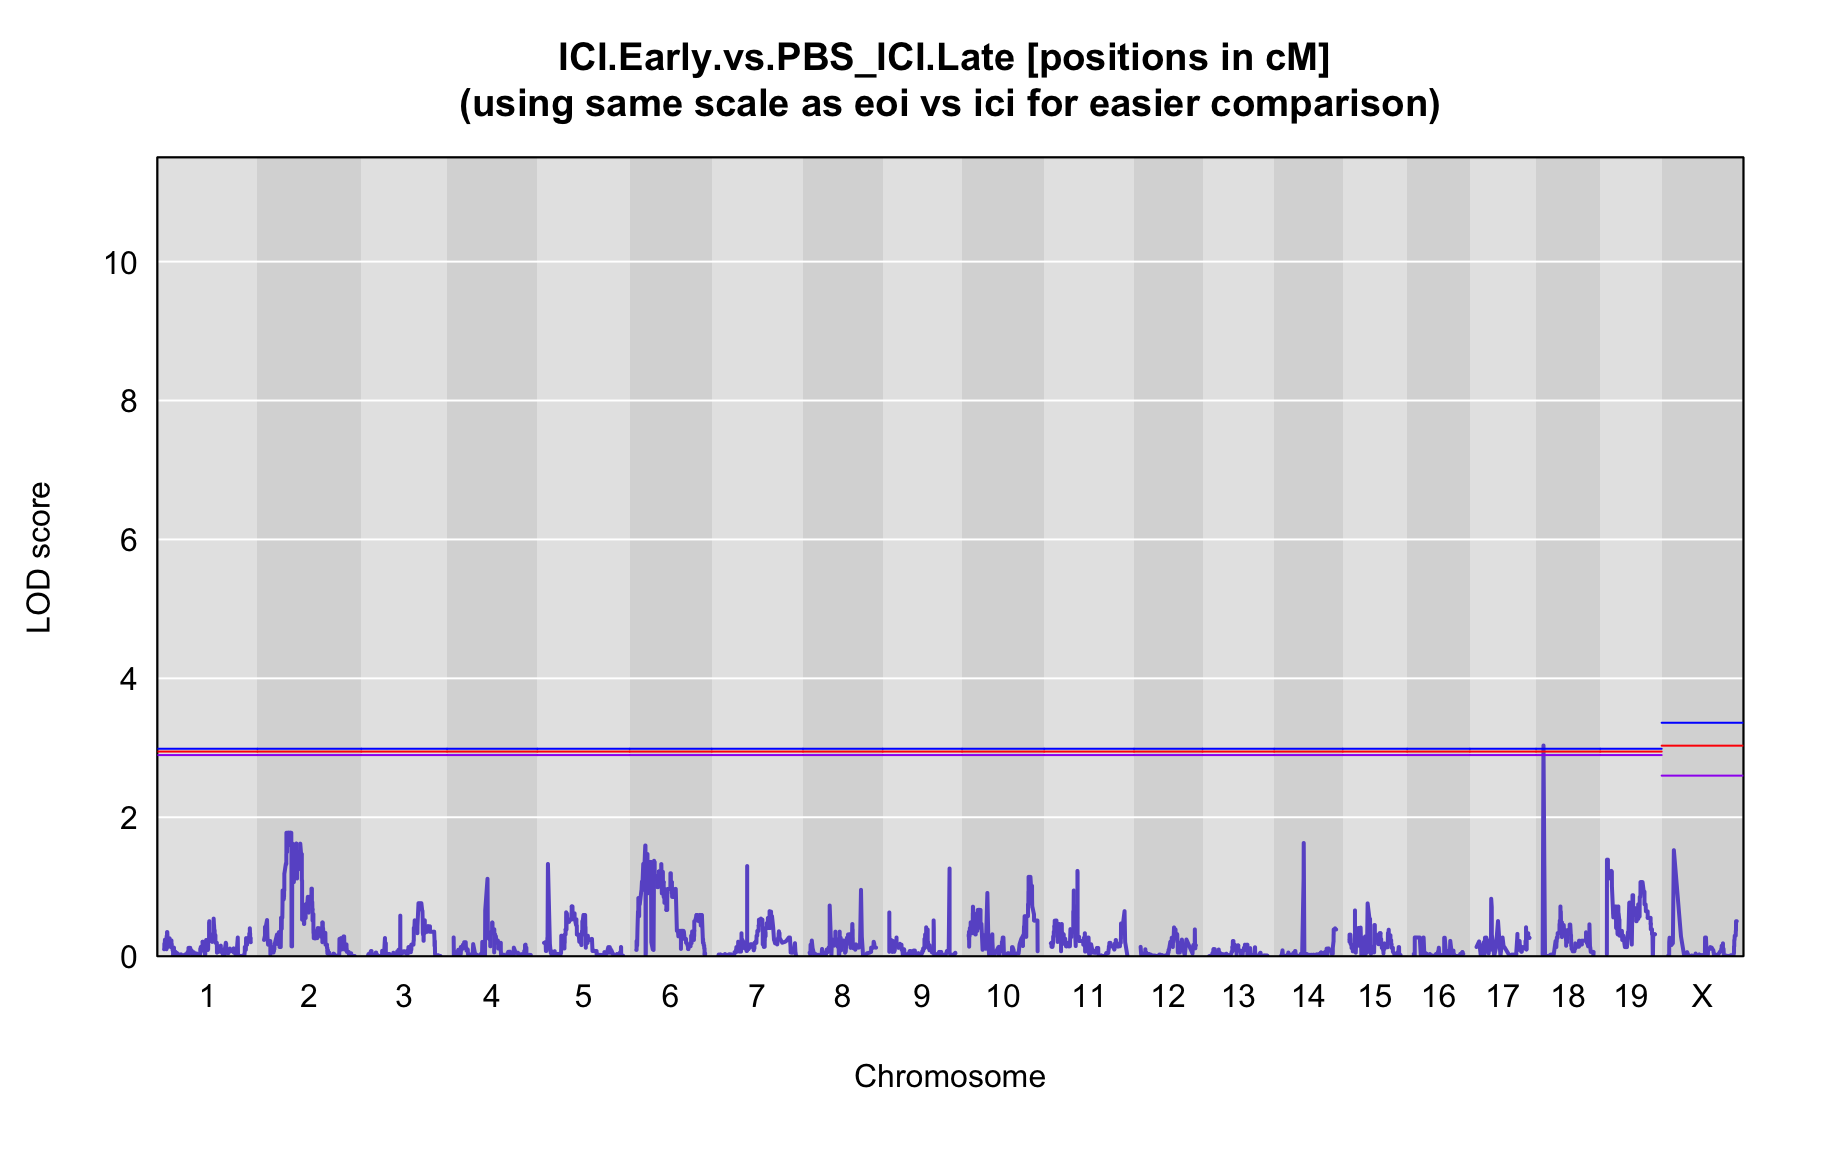 ICI.Early.vs.PBS_ICI.Late [positions in cM]
(using same scale as eoi vs ici for easier comparison)
10
8
6
4
2
0
LOD score
1 2 3 4 5 6 7 8 9 10 11 12 13 14 15 16 17 18 19 X
Chromosome